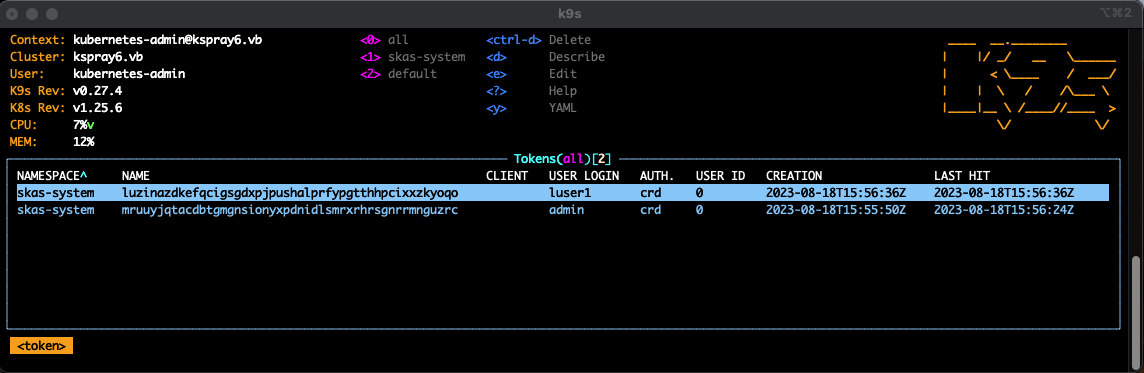 k9s ⌥⌘2
Context: kubernetes-admin@kspray6.vb <0> all <ctrl-d> Delete
Cluster: kspray6.vb <1> skas-system <d> Describe
User: kubernetes-admin <2> default <e> Edit
K9s Rev: v0.27.4 <?> Help
K8s Rev: v1.25.6 <y> YAML
CPU: 7%v
MEM: 12%
K9s
Tokens(all)[2]
NAMESPACE^ NAME CLIENT USER LOGIN AUTH. USER ID CREATION LAST HIT
skas-system luzinazdkefqcigsgdxpjpushalprfypgtthhpcixxzkyoqo luser1 crd 0 2023-08-18T15:56:36Z 2023-08-18T15:56:36Z
skas-system mruuyjqtacdbtgmgnsionyxpdnidlsmrxrhrsgnrrmnguzrc admin crd 0 2023-08-18T15:55:50Z 2023-08-18T15:56:24Z
<token>